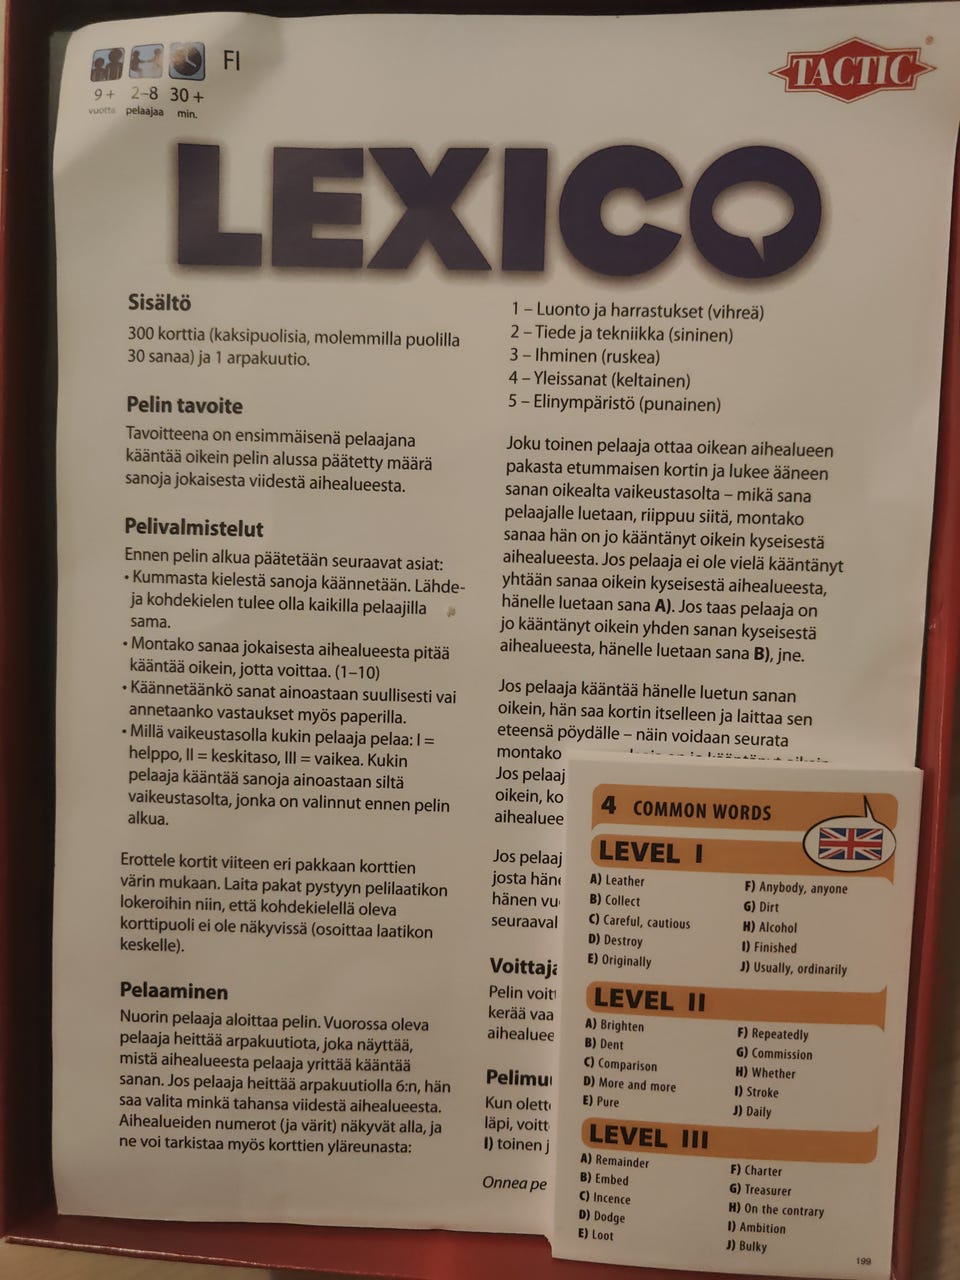 FI
9+ 2–8 30+
vuotta pelaajaa min.
TACTIC®
LEXICO
Sisältö
300 korttia (kaksipuolisia, molemmilla puolilla
30 sanaa) ja 1 arpakuutio.
Pelin tavoite
Tavoitteena on ensimmäisenä pelaajana
kääntää oikein pelin alussa päätetty määrä
sanoja jokaisesta viidestä aihealueesta.
Pelivalmistelut
Ennen pelin alkua päätetään seuraavat asiat:
• Kummasta kielestä sanoja käännetään. Lähde-
ja kohdekielen tulee olla kaikilla pelaajilla
sama.
• Montako sanaa jokaisesta aihealueesta pitää
kääntää oikein, jotta voittaa. (1–10)
• Käännetäänkö sanat ainoastaan suullisesti vai
annetaanko vastaukset myös paperilla.
• Millä vaikeustasolla kukin pelaaja pelaa: I =
helppo, II = keskitaso, III = vaikea. Kukin
pelaaja kääntää sanoja ainoastaan siltä
vaikeustasolta, jonka on valinnut ennen pelin
alkua.
Erottele kortit viiteen eri pakkaan korttien
värin mukaan. Laita pakat pystyyn pelilaatikon
lokeroihin niin, että kohdekielellä oleva
korttipuoli ei ole näkyvissä (osoittaa laatikon
keskelle).
Pelaaminen
Nuorin pelaaja aloittaa pelin. Vuorossa oleva
pelaaja heittää arpakuutiota, joka näyttää,
mistä aihealueesta pelaaja yrittää kääntää
sanan. Jos pelaaja heittää arpakuutiolla 6:n, hän
saa valita minkä tahansa viidestä aihealueesta.
Aihealueiden numerot (ja värit) näkyvät alla, ja
ne voi tarkistaa myös korttien yläreunasta:
1 – Luonto ja harrastukset (vihreä)
2 – Tiede ja tekniikka (sininen)
3 – Ihminen (ruskea)
4 – Yleissanat (keltainen)
5 – Elinympäristö (punainen)
Joku toinen pelaaja ottaa oikean aihealueen
pakasta etummaisen kortin ja lukee ääneen
sanan oikealta vaikeustasolta – mikä sana
pelaajalle luetaan, riippuu siitä, montako
sanaa hän on jo kääntänyt oikein kyseisestä
aihealueesta. Jos pelaaja ei ole vielä kääntänyt
yhtään sanaa oikein kyseisestä aihealueesta,
hänelle luetaan sana A). Jos taas pelaaja on
jo kääntänyt oikein yhden sanan kyseisestä
aihealueesta, hänelle luetaan sana B), jne.
Jos pelaaja kääntää hänelle luetun sanan
oikein, hän saa kortin itselleen ja laittaa sen
eteensä pöydälle – näin voidaan seurata
montako
Jos pelaaj
oikein, ko
aihealuee
Jos pelaaj
josta häne
hänen vu
seuraaval
Voittaja
Pelin voit
kerää vaa
aihealuee
Pelimu
Kun olett
läpi, voitt
I) toinen j
Onnea pe
4 COMMON WORDS
LEVEL I
A) Leather
B) Collect
C) Careful, cautious
D) Destroy
E) Originally
F) Anybody, anyone
G) Dirt
H) Alcohol
I) Finished
J) Usually, ordinarily
LEVEL II
A) Brighten
B) Dent
C) Comparison
D) More and more
E) Pure
F) Repeatedly
G) Commission
H) Whether
I) Stroke
J) Daily
LEVEL III
A) Remainder
B) Embed
C) Incence
D) Dodge
E) Loot
F) Charter
G) Treasurer
H) On the contrary
I) Ambition
J) Bulky
199